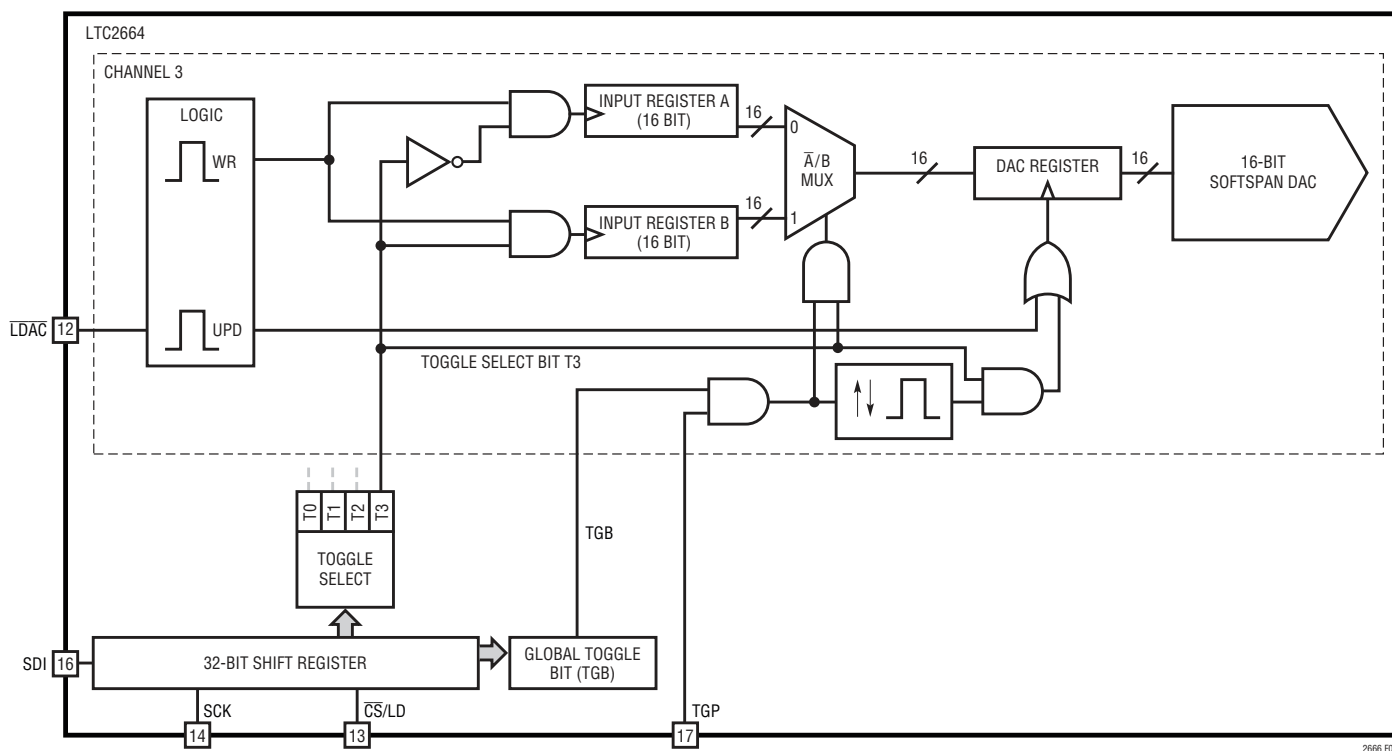 LTC2664
CHANNEL 3
LOGIC
WR
UPD
INPUT REGISTER A
(16 BIT)
16
0
A̅/B
MUX
1
INPUT REGISTER B
(16 BIT)
16
16
DAC REGISTER
16
16-BIT
SOFTSPAN DAC
L̅D̅A̅C̅
12
TOGGLE SELECT BIT T3
T0
T1
T2
T3
TOGGLE
SELECT
TGB
SDI
16
32-BIT SHIFT REGISTER
GLOBAL TOGGLE
BIT (TGB)
SCK
C̅S̅/LD
TGP
14
13
17